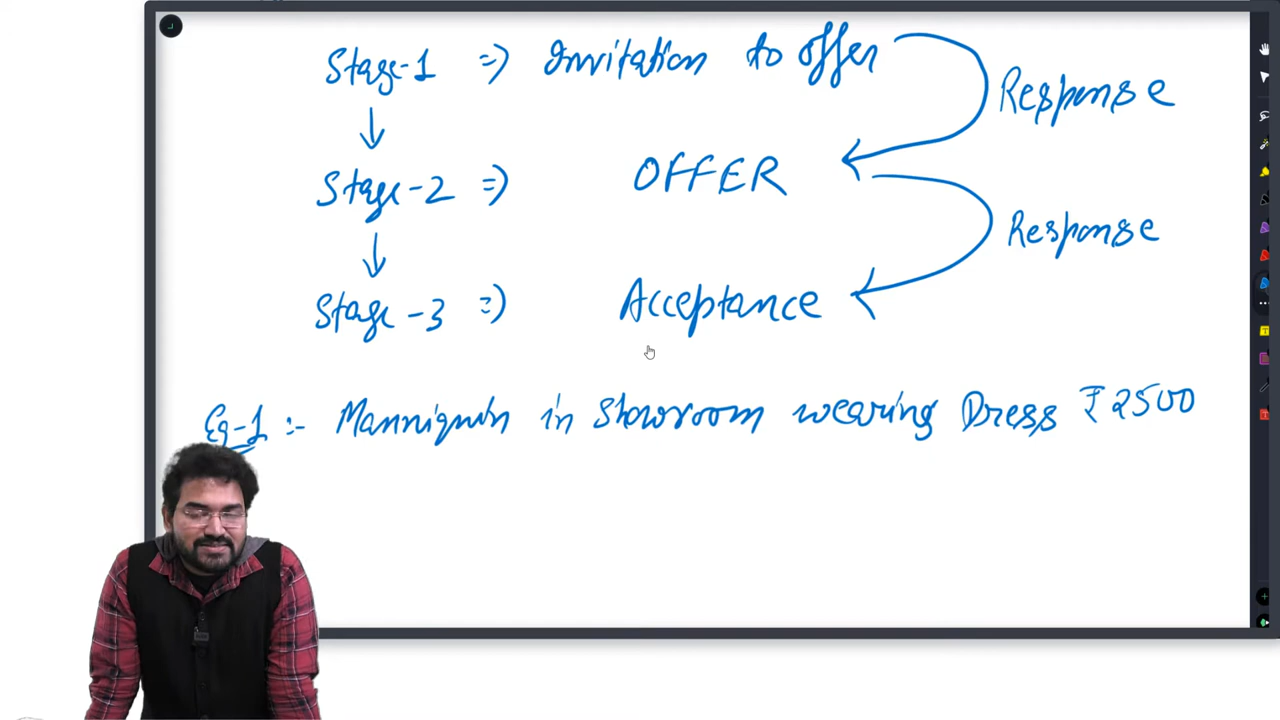 Stage-1 => Invitation to offer
Response
↓
Stage-2 => OFFER
Response
↓
Stage-3 => Acceptance
Eg-1 :- Manniquin in showroom wearing Dress ₹2500